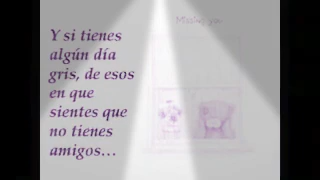 Y si tienes
algún día
gris, de esos
en que
sientes que
no tienes
amigos...